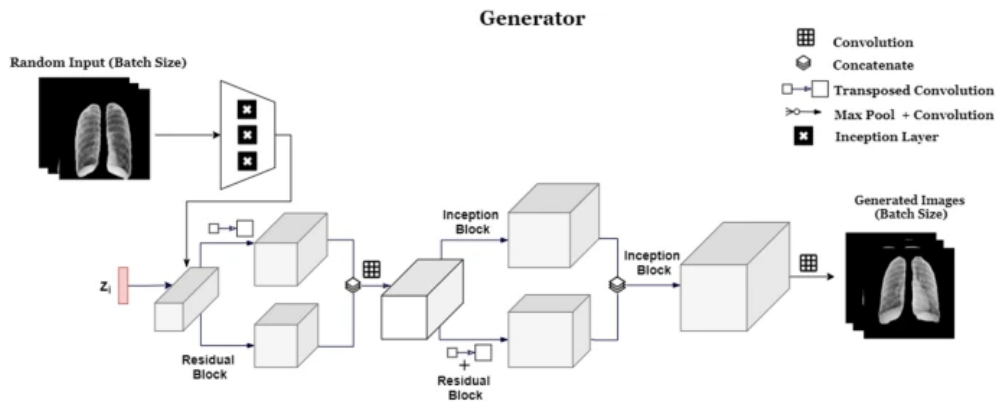 Generator
Random Input (Batch Size)
Convolution
Concatenate
Transposed Convolution
Max Pool + Convolution
Inception Layer
Generated Images
(Batch Size)
Inception
Block
Inception
Block
Zi
Residual
Block
+
Residual
Block